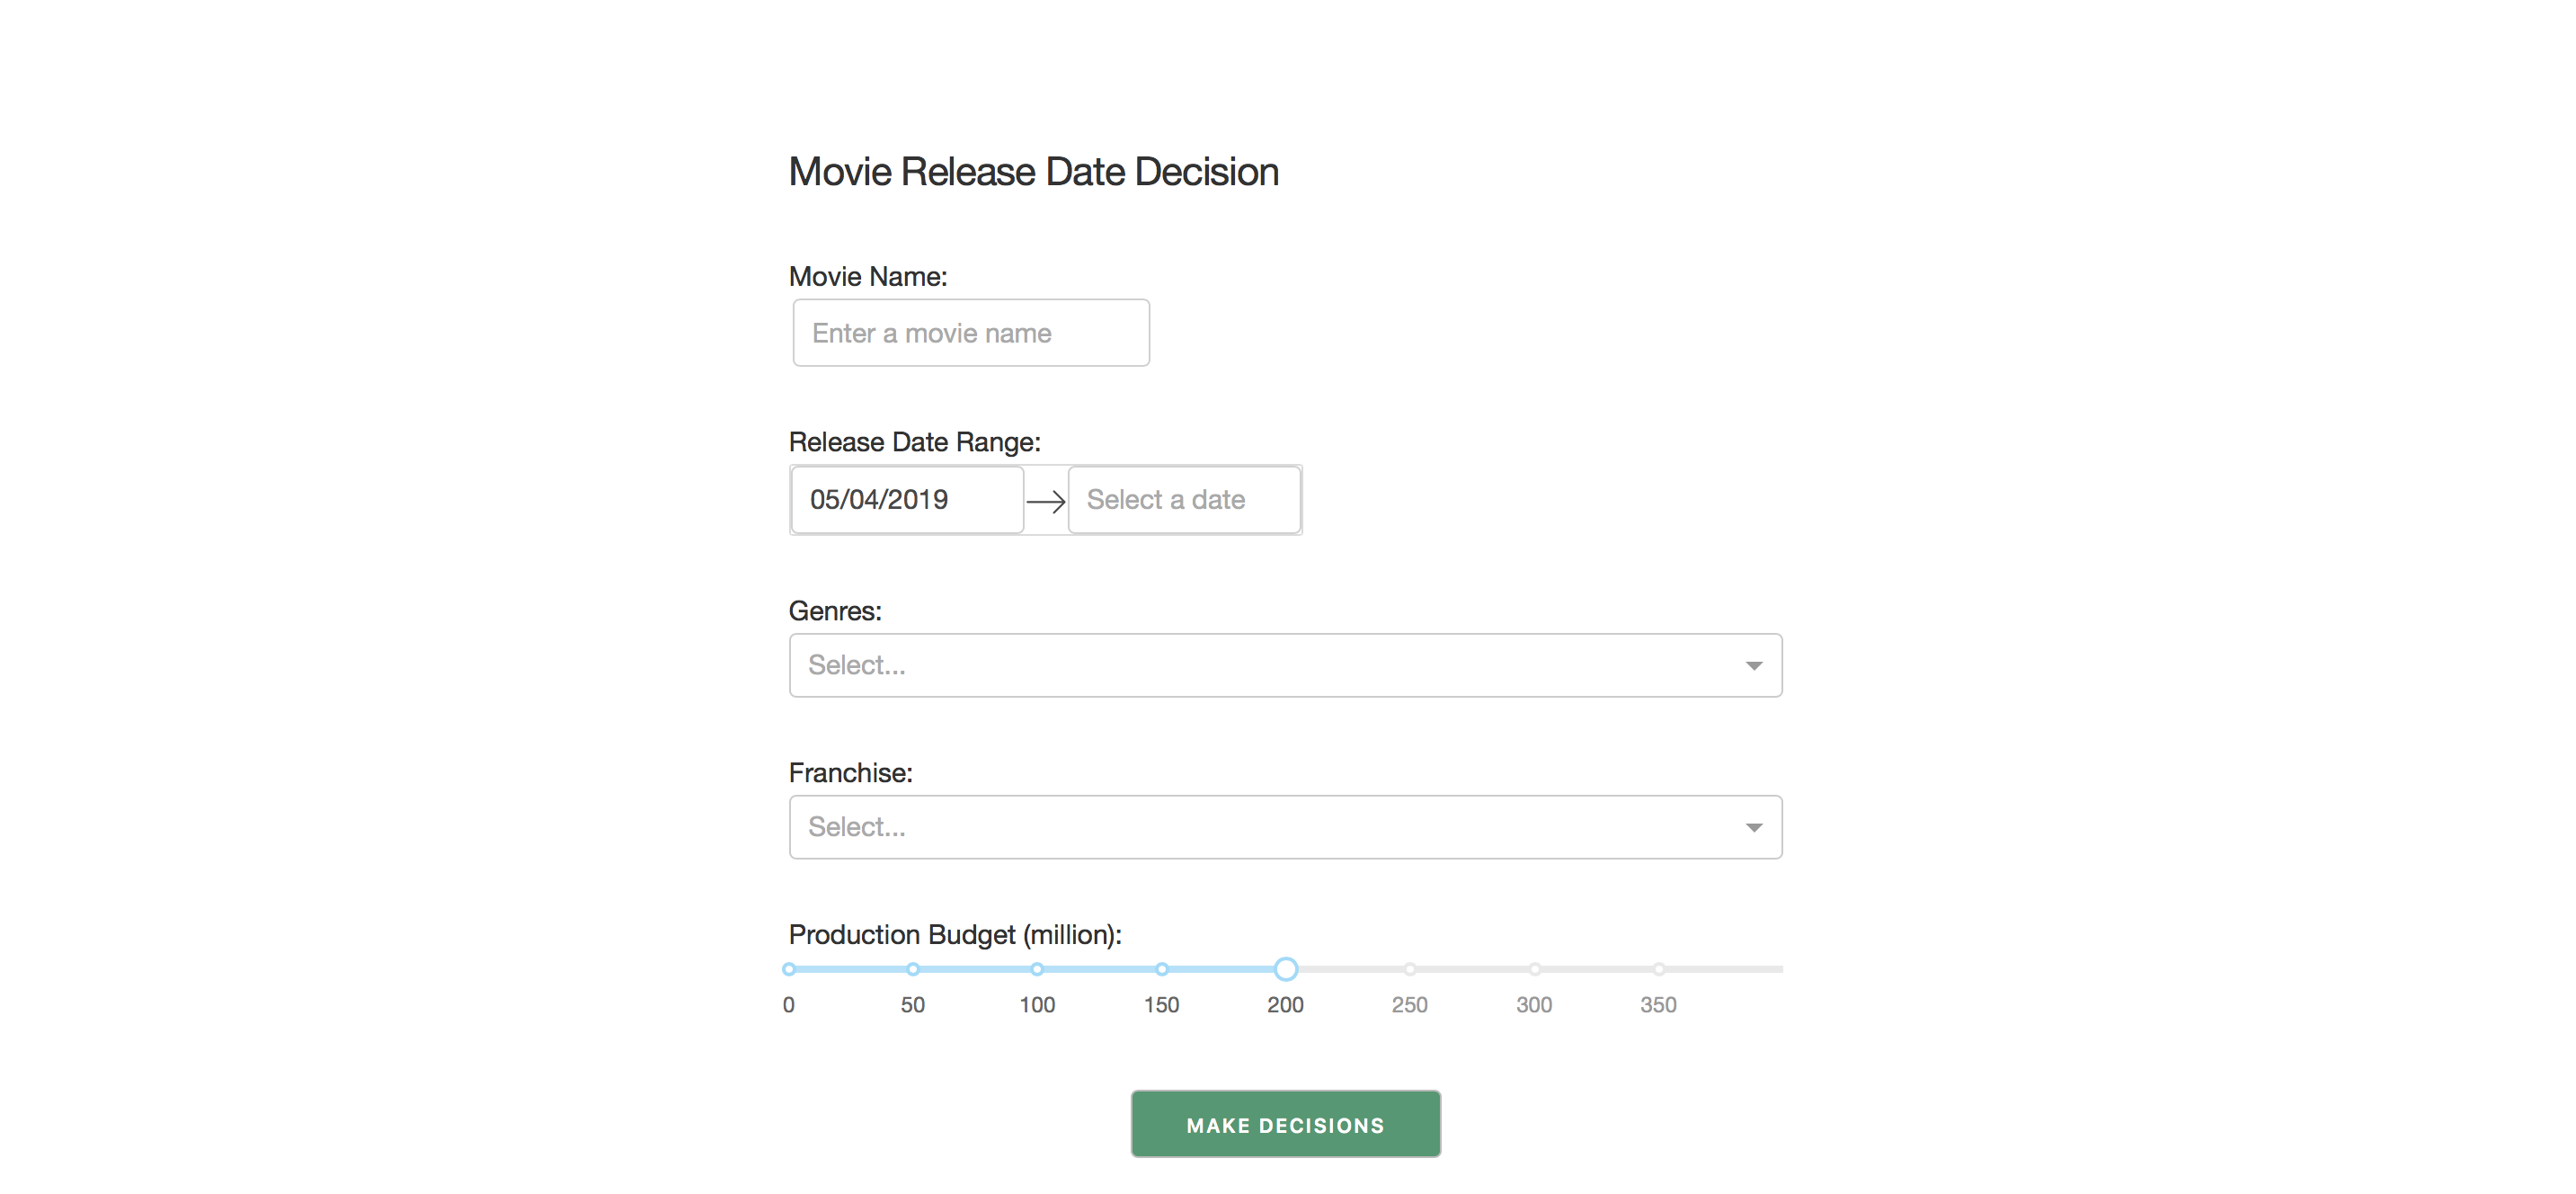 Movie Release Date Decision
Movie Name:
Enter a movie name
Release Date Range:
05/04/2019 → Select a date
Genres:
Select...
Franchise:
Select...
Production Budget (million):
0 50 100 150 200 250 300 350
MAKE DECISIONS